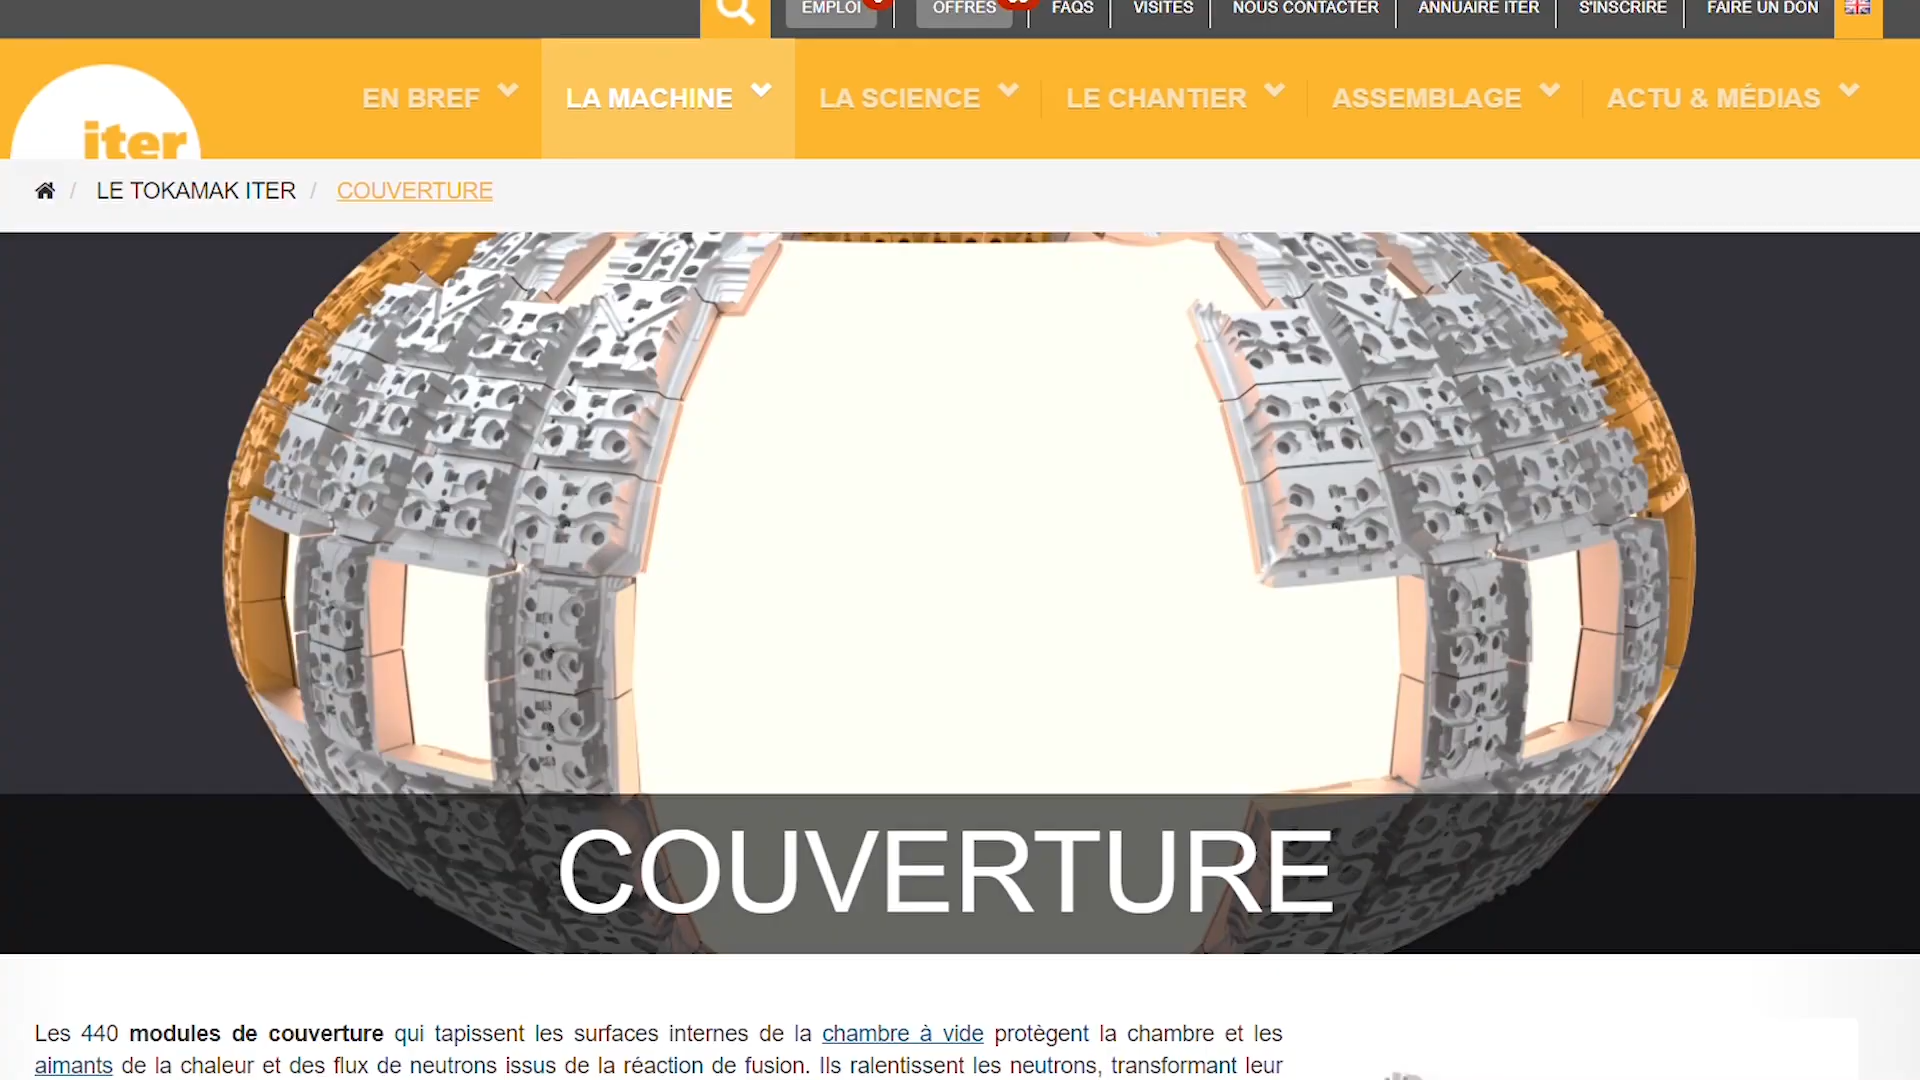 EMPLOI OFFRES FAQS VISITES NOUS CONTACTER ANNUAIRE ITER S'INSCRIRE FAIRE UN DON
iter EN BREF LA MACHINE LA SCIENCE LE CHANTIER ASSEMBLAGE ACTU & MÉDIAS
/ LE TOKAMAK ITER / COUVERTURE
COUVERTURE
Les 440 modules de couverture qui tapissent les surfaces internes de la chambre à vide protègent la chambre et les
aimants de la chaleur et des flux de neutrons issus de la réaction de fusion. Ils ralentissent les neutrons, transformant leur